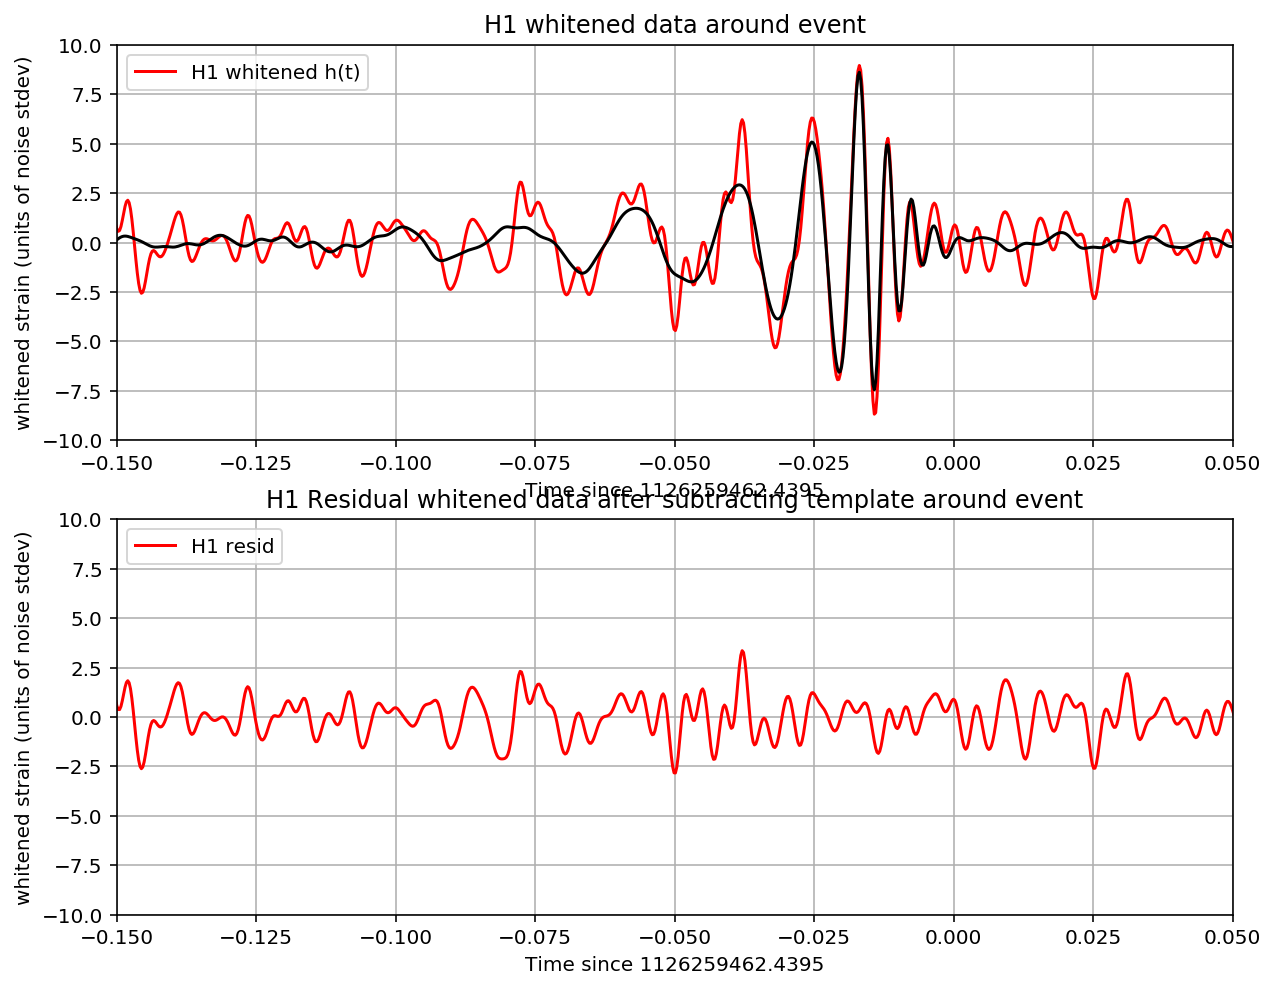 H1 whitened data around event
10.0
7.5
5.0
2.5
0.0
−2.5
−5.0
−7.5
−10.0
whitened strain (units of noise stdev)
H1 whitened h(t)
−0.150 −0.125 −0.100 −0.075 −0.050 −0.025 0.000 0.025 0.050
Time since 1126259462.4395
H1 Residual whitened data after subtracting template around event
10.0
7.5
5.0
2.5
0.0
−2.5
−5.0
−7.5
−10.0
whitened strain (units of noise stdev)
H1 resid
−0.150 −0.125 −0.100 −0.075 −0.050 −0.025 0.000 0.025 0.050
Time since 1126259462.4395